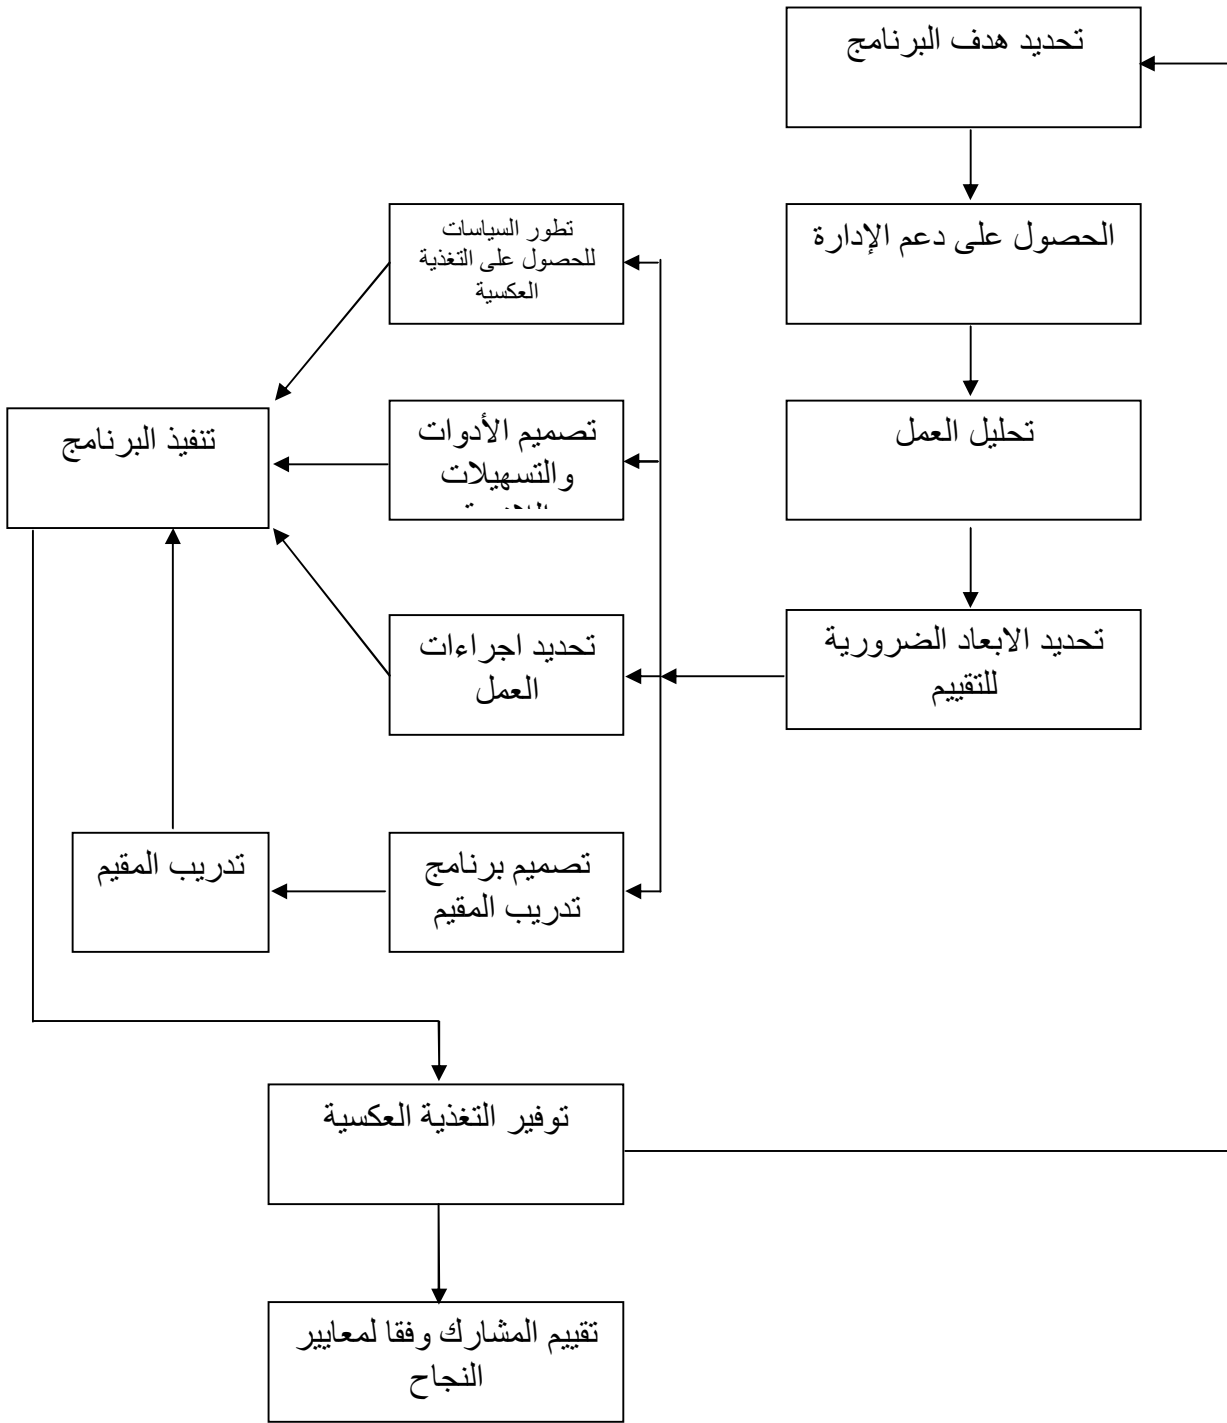 تحديد هدف البرنامج
الحصول على دعم الإدارة
تحليل العمل
تحديد الابعاد الضرورية
للتقييم
تطور السياسات
للحصول على التغذية
العكسية
تصميم الأدوات
والتسهيلات
تحديد اجراءات
العمل
تصميم برنامج
تدريب المقيم
تدريب المقيم
تنفيذ البرنامج
توفير التغذية العكسية
تقييم المشارك وفقا لمعايير
النجاح